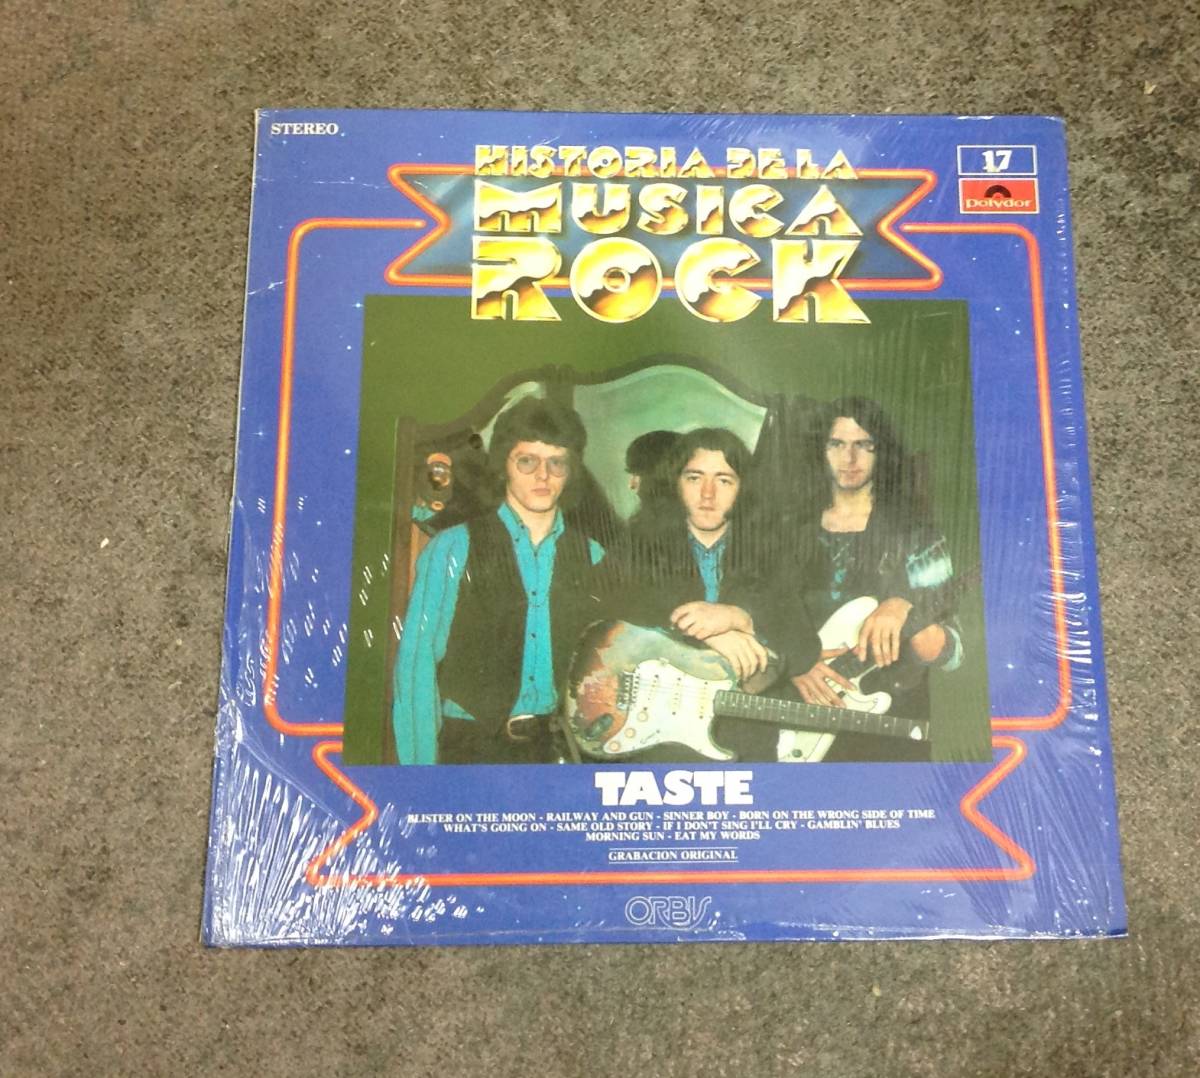 STEREO
HISTORIA DE LA
MUSICA
ROCK
17
Polydor
TASTE
BLISTER ON THE MOON - RAILWAY AND GUN - SINNER BOY - BORN ON THE WRONG SIDE OF TIME
WHAT'S GOING ON - SAME OLD STORY - IF I DON'T SING I'LL CRY - GAMBLIN' BLUES
MORNING SUN - EAT MY WORDS
GRABACION ORIGINAL
ORBIS